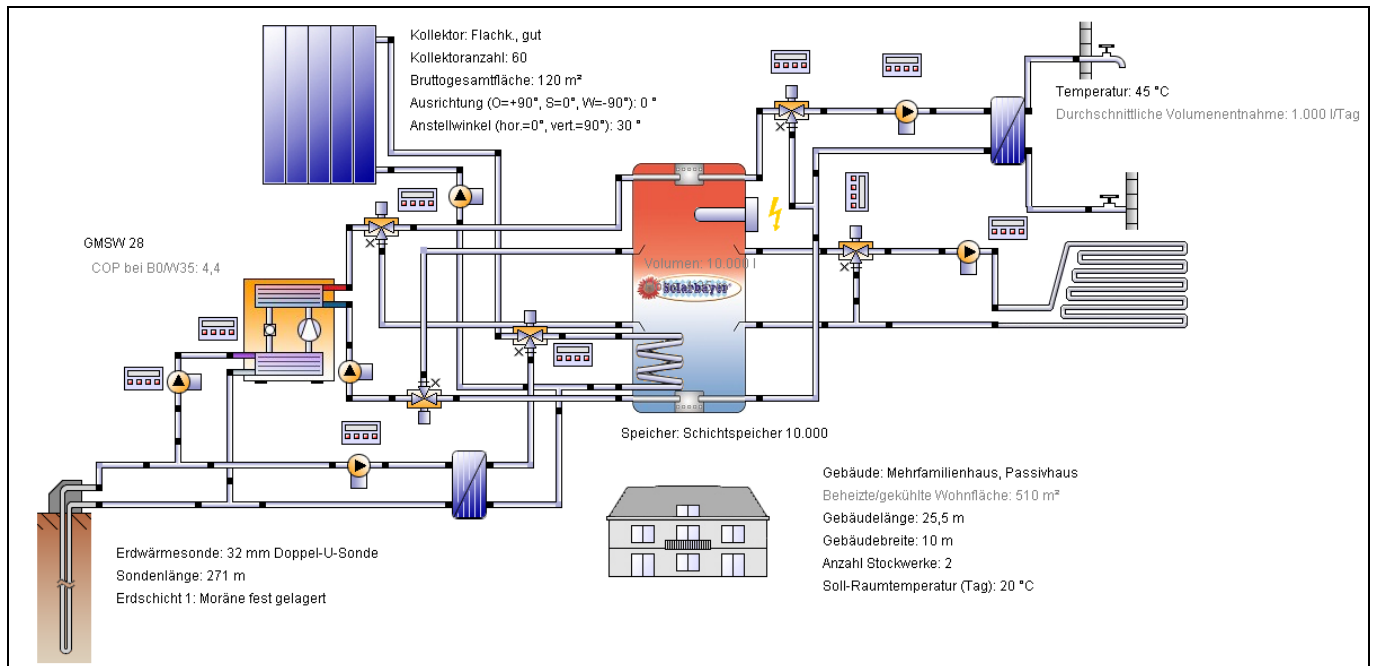 Kollektor: Flachk., gut
Kollektoranzahl: 60
Bruttogesamtfläche: 120 m²
Ausrichtung (O=+90°, S=0°, W=-90°): 0 °
Anstellwinkel (hor.=0°, vert.=90°): 30 °
Temperatur: 45 °C
Durchschnittliche Volumenentnahme: 1.000 l/Tag
GMSW 28
COP bei B0/W35: 4,4
Volumen: 10.000 l
Solarbayer
Speicher: Schichtspeicher 10.000
Gebäude: Mehrfamilienhaus, Passivhaus
Beheizte/gekühlte Wohnfläche: 510 m²
Gebäudelänge: 25,5 m
Gebäudebreite: 10 m
Anzahl Stockwerke: 2
Soll-Raumtemperatur (Tag): 20 °C
Erdwärmesonde: 32 mm Doppel-U-Sonde
Sondenlänge: 271 m
Erdschicht 1: Moräne fest gelagert